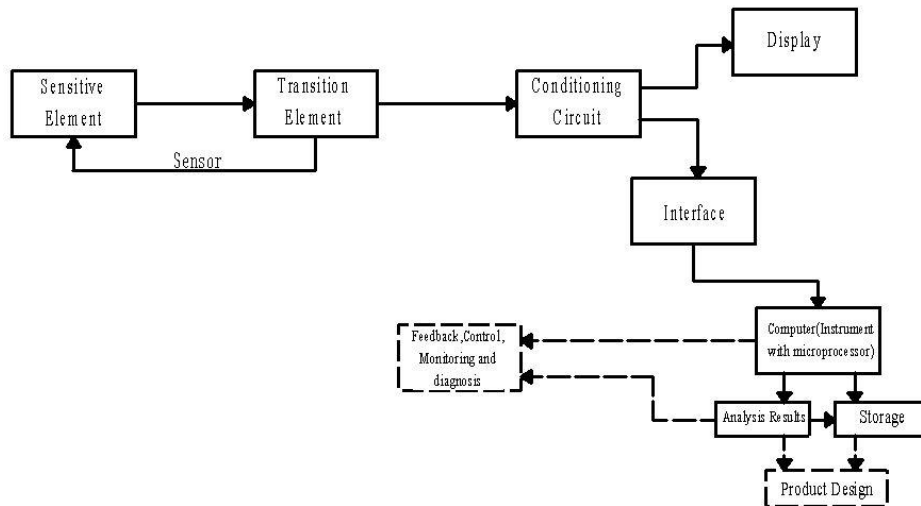 Display
Sensitive
Element
Transition
Element
Conditioning
Circuit
Sensor
Interface
Computer(Instrument
with microprocessor)
Feedback,Control,
Monitoring and
diagnosis
Analysis Results
Storage
Product Design